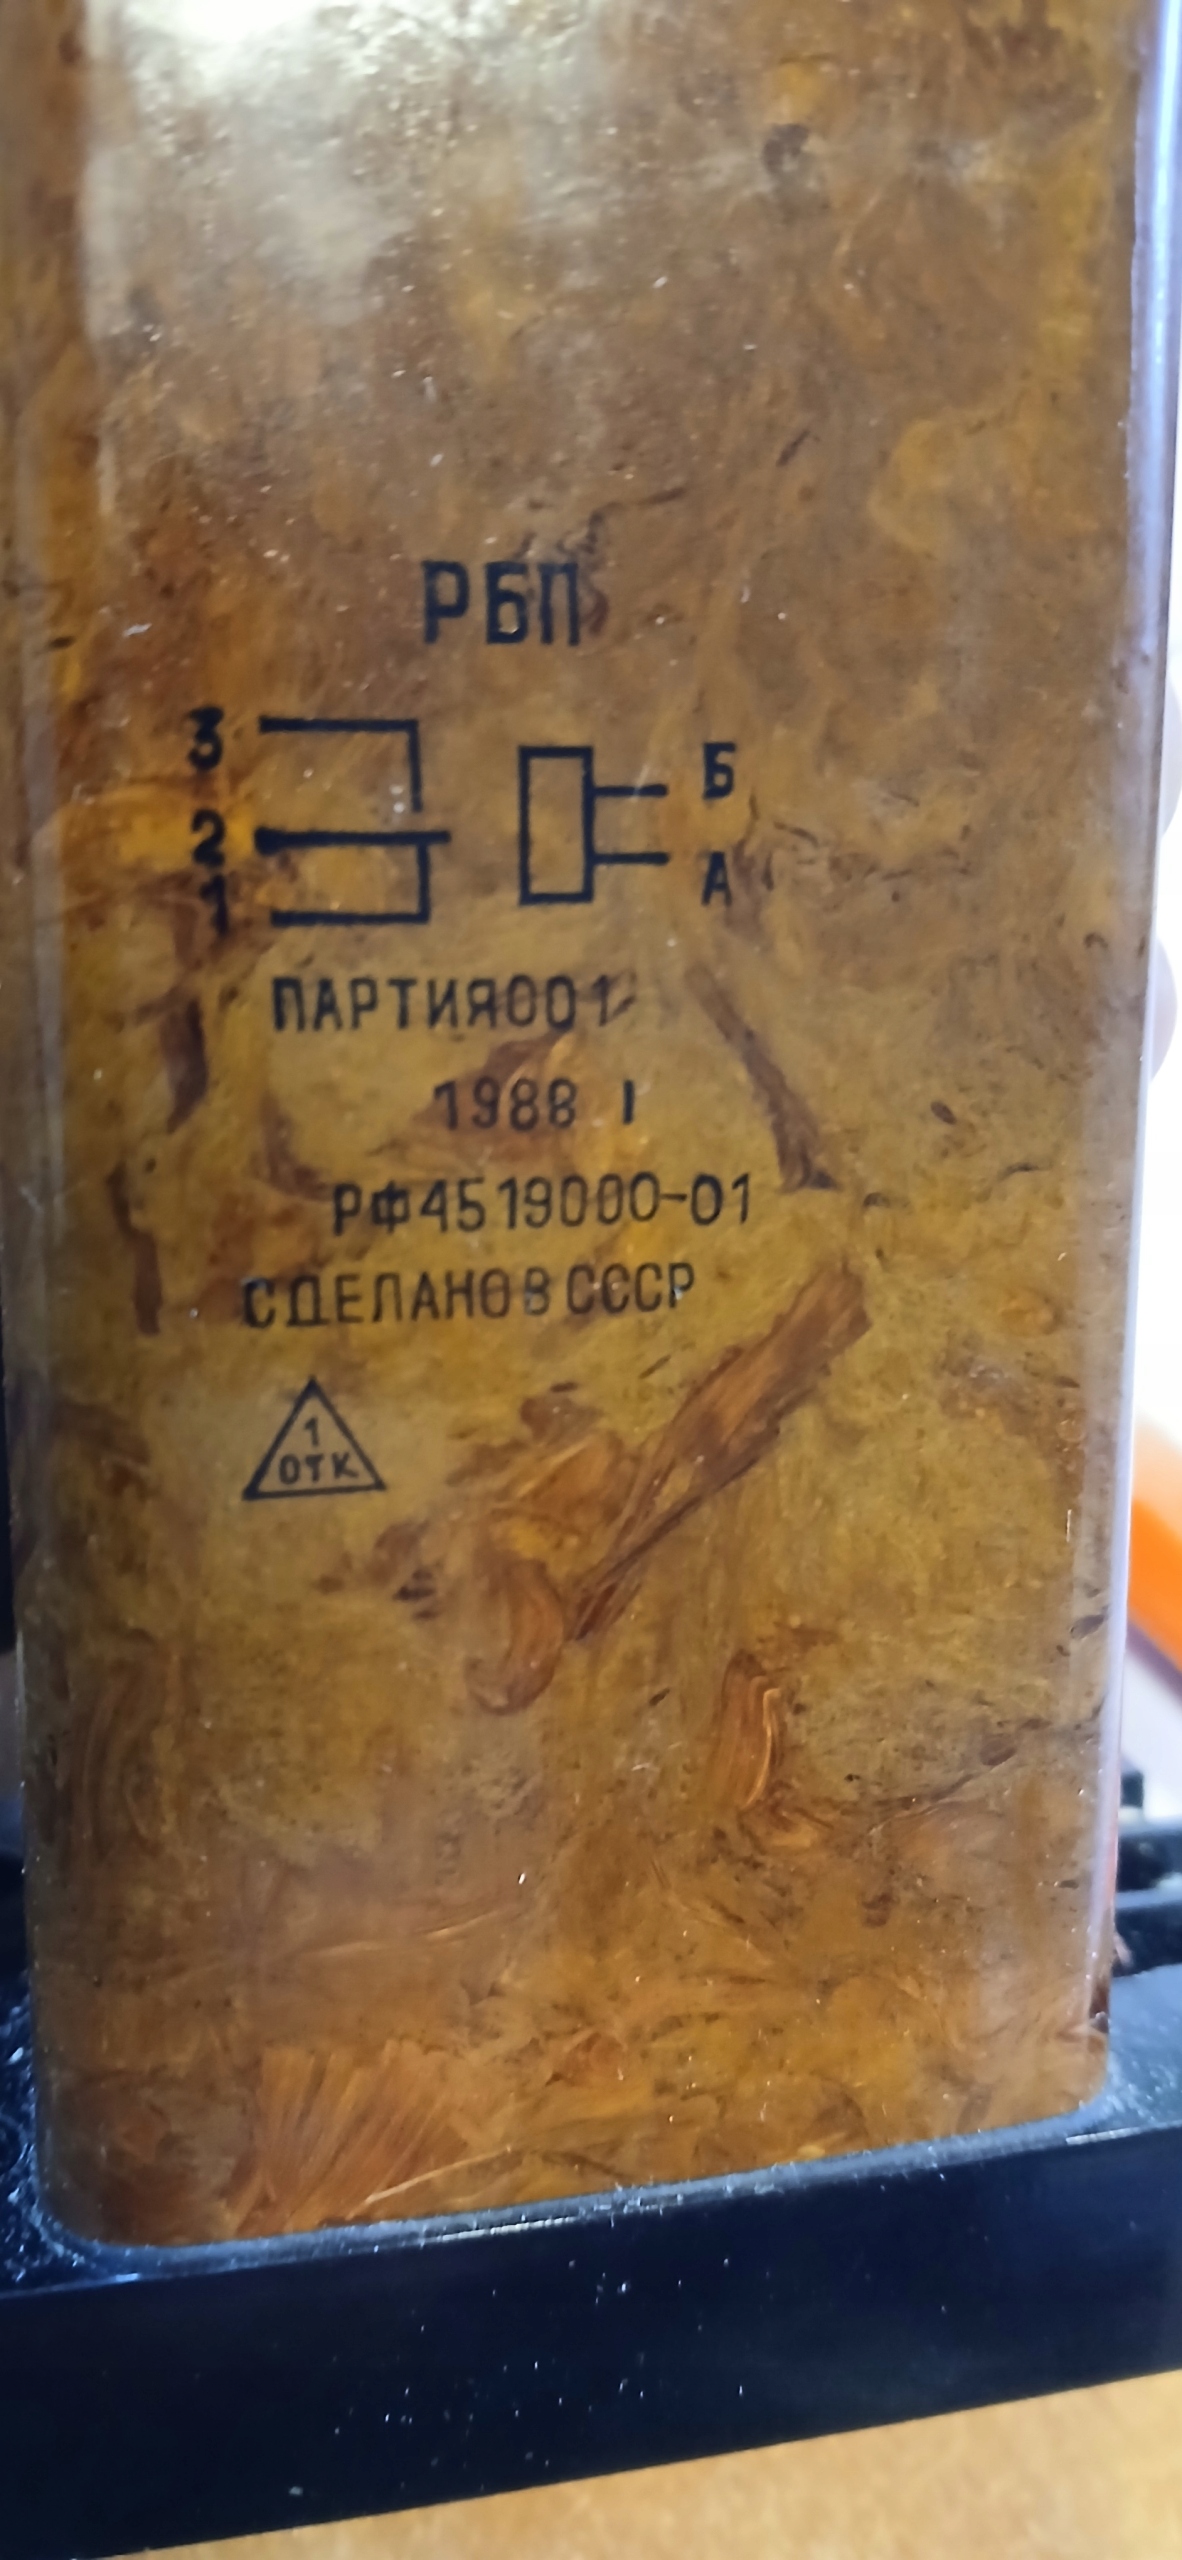 РБП
3
Б
2
А
1
ПАРТИЯ001
1988 I
РФ4519000-01
СДЕЛАНО В СССР
1
ОТК